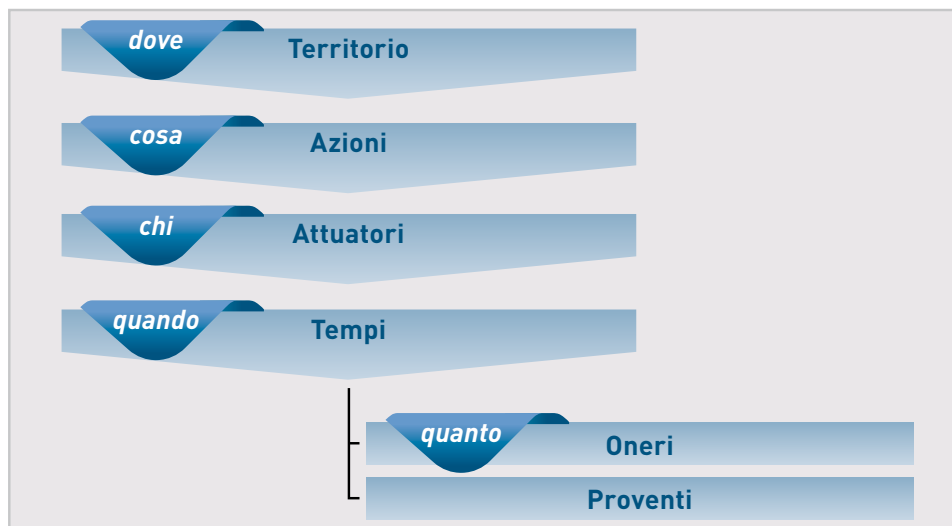 dove
Territorio
cosa
Azioni
chi
Attuatori
quando
Tempi
quanto
Oneri
Proventi